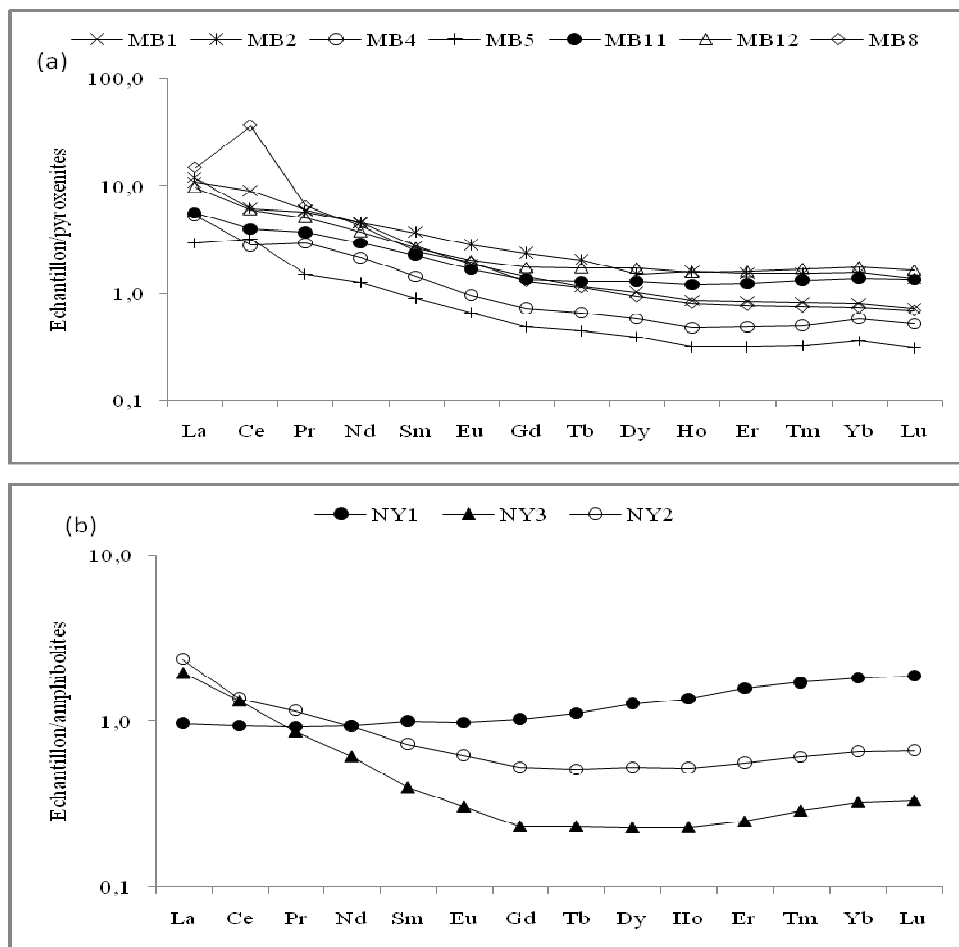 MB1 MB2 MB4 MB5 MB11 MB12 MB8
(a)
100,0
10,0
1,0
0,1
Echantillon/pyroxenites
La Ce Pr Nd Sm Eu Gd Tb Dy Ho Er Tm Yb Lu
NY1 NY3 NY2
(b)
10,0
1,0
0,1
Echantillon/amphibolites
La Ce Pr Nd Sm Eu Gd Tb Dy Ho Er Tm Yb Lu